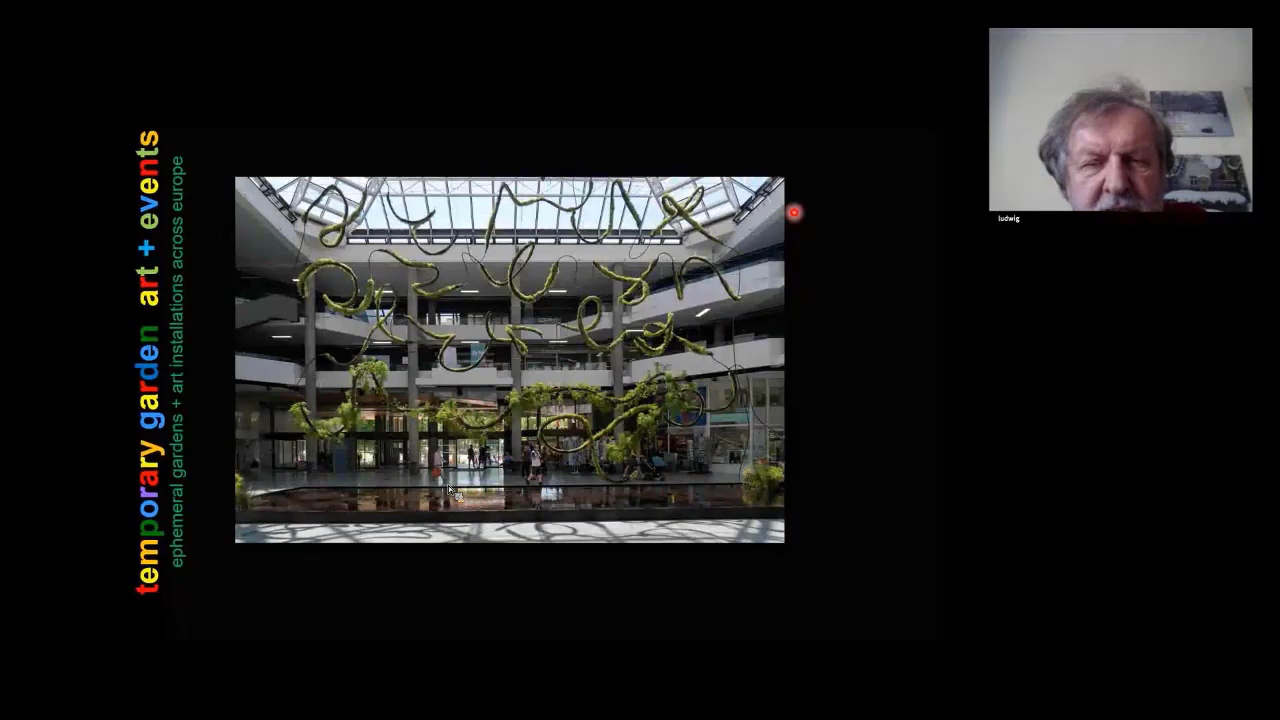 temporary garden art + events
ephemeral gardens + art installations across europe
ludwig